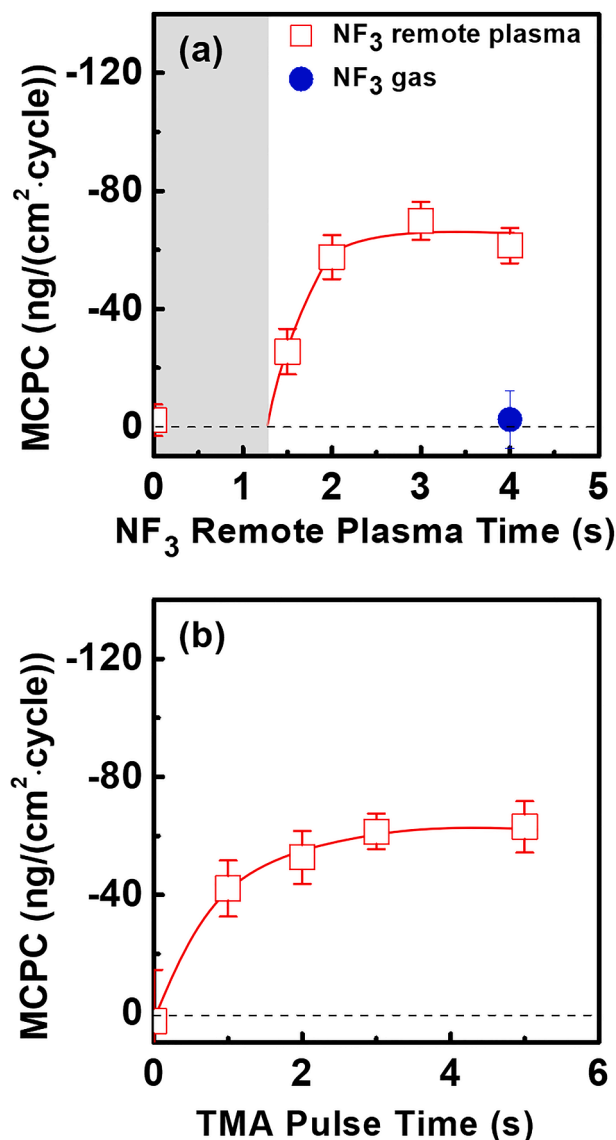 (a)
NF3 remote plasma
NF3 gas
-120
-80
-40
0
MCPC (ng/(cm2·cycle))
0 1 2 3 4 5
NF3 Remote Plasma Time (s)
(b)
-120
-80
-40
0
MCPC (ng/(cm2·cycle))
0 2 4 6
TMA Pulse Time (s)